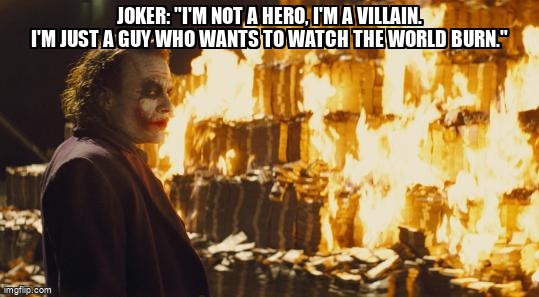 JOKER: "I'M NOT A HERO, I'M A VILLAIN.
I'M JUST A GUY WHO WANTS TO WATCH THE WORLD BURN."
imgflip.com